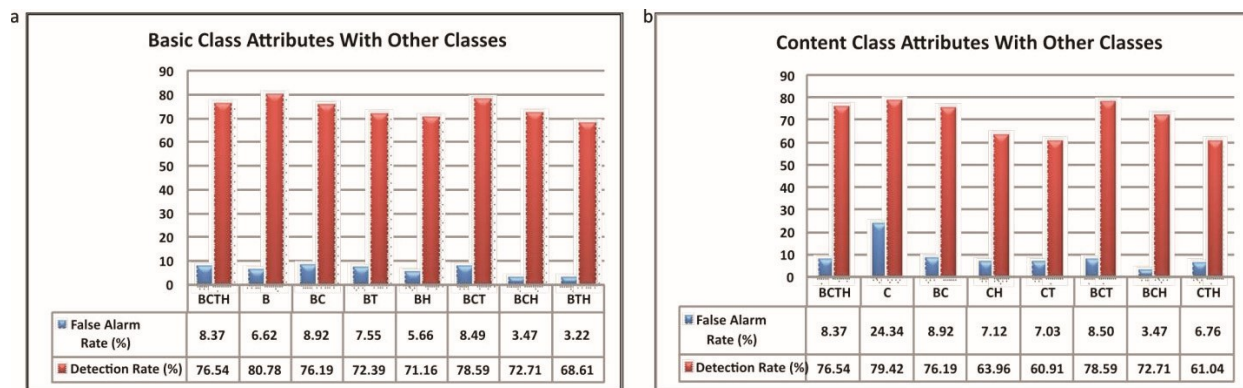 a
Basic Class Attributes With Other Classes
90
80
70
60
50
40
30
20
10
0
BCTH B BC BT BH BCT BCH BTH
False Alarm Rate (%) 8.37 6.62 8.92 7.55 5.66 8.49 3.47 3.22
Detection Rate (%) 76.54 80.78 76.19 72.39 71.16 78.59 72.71 68.61
b
Content Class Attributes With Other Classes
90
80
70
60
50
40
30
20
10
0
BCTH C BC CH CT BCT BCH CTH
False Alarm Rate (%) 8.37 24.34 8.92 7.12 7.03 8.50 3.47 6.76
Detection Rate (%) 76.54 79.42 76.19 63.96 60.91 78.59 72.71 61.04